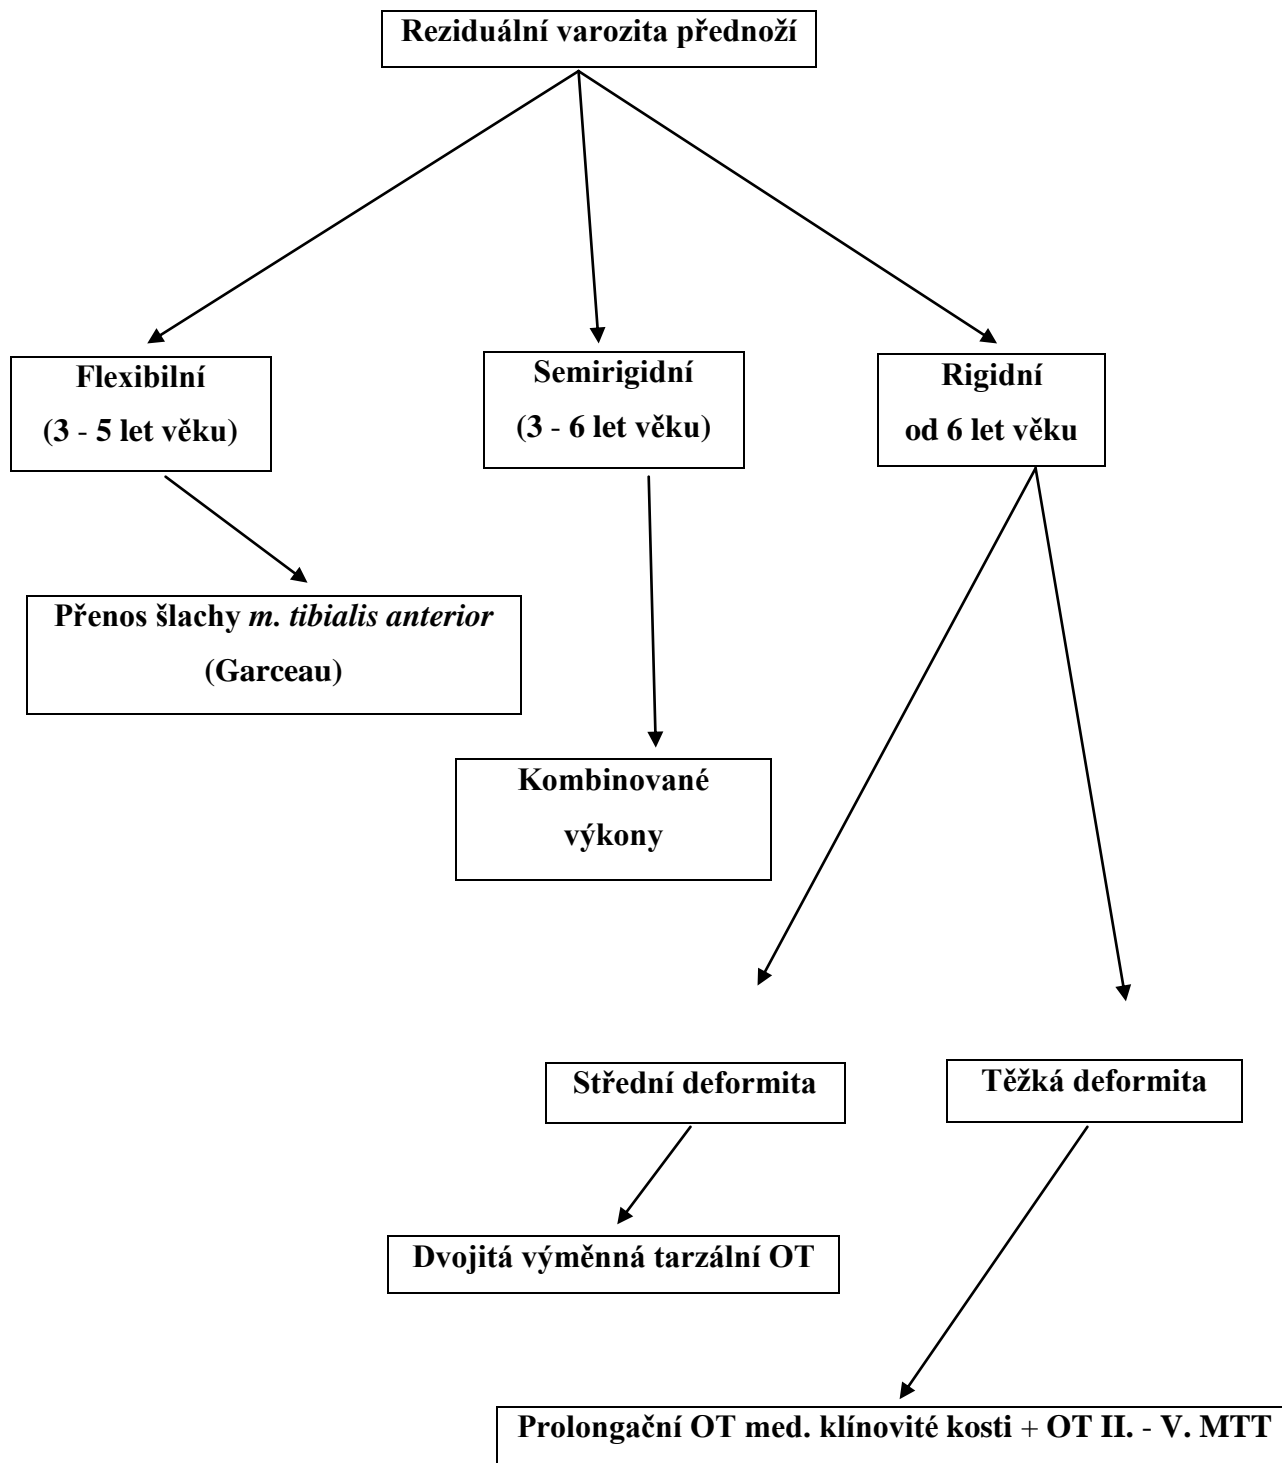 Reziduální varozita přednoží
Flexibilní
(3 - 5 let věku)
Semirigidní
(3 - 6 let věku)
Rigidní
od 6 let věku
Přenos šlachy m. tibialis anterior
(Garceau)
Kombinované
výkony
Střední deformita
Těžká deformita
Dvojitá výměnná tarzální OT
Prolongační OT med. klínovité kosti + OT II. - V. MTT